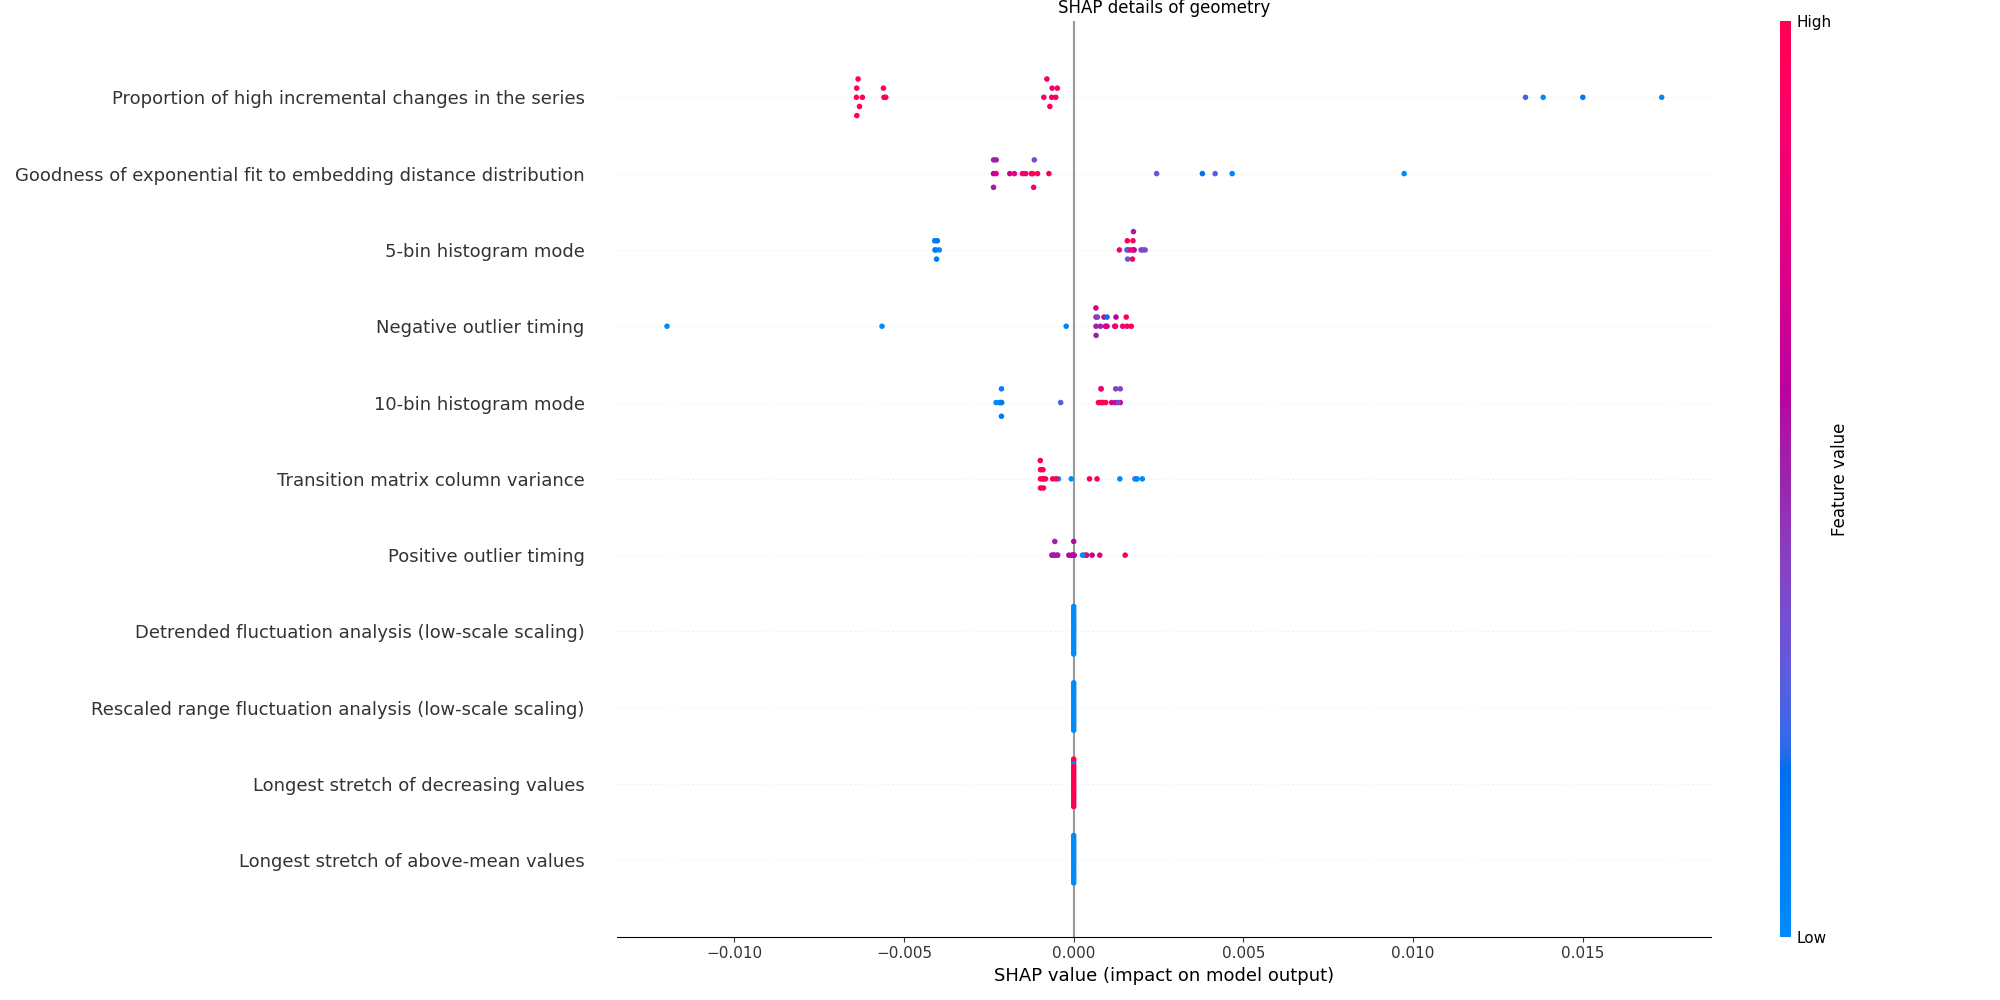 SHAP details of geometry
High
Proportion of high incremental changes in the series
Goodness of exponential fit to embedding distance distribution
5-bin histogram mode
Negative outlier timing
10-bin histogram mode
Transition matrix column variance
Positive outlier timing
Detrended fluctuation analysis (low-scale scaling)
Rescaled range fluctuation analysis (low-scale scaling)
Longest stretch of decreasing values
Longest stretch of above-mean values
Feature value
Low
−0.010 −0.005 0.000 0.005 0.010 0.015
SHAP value (impact on model output)